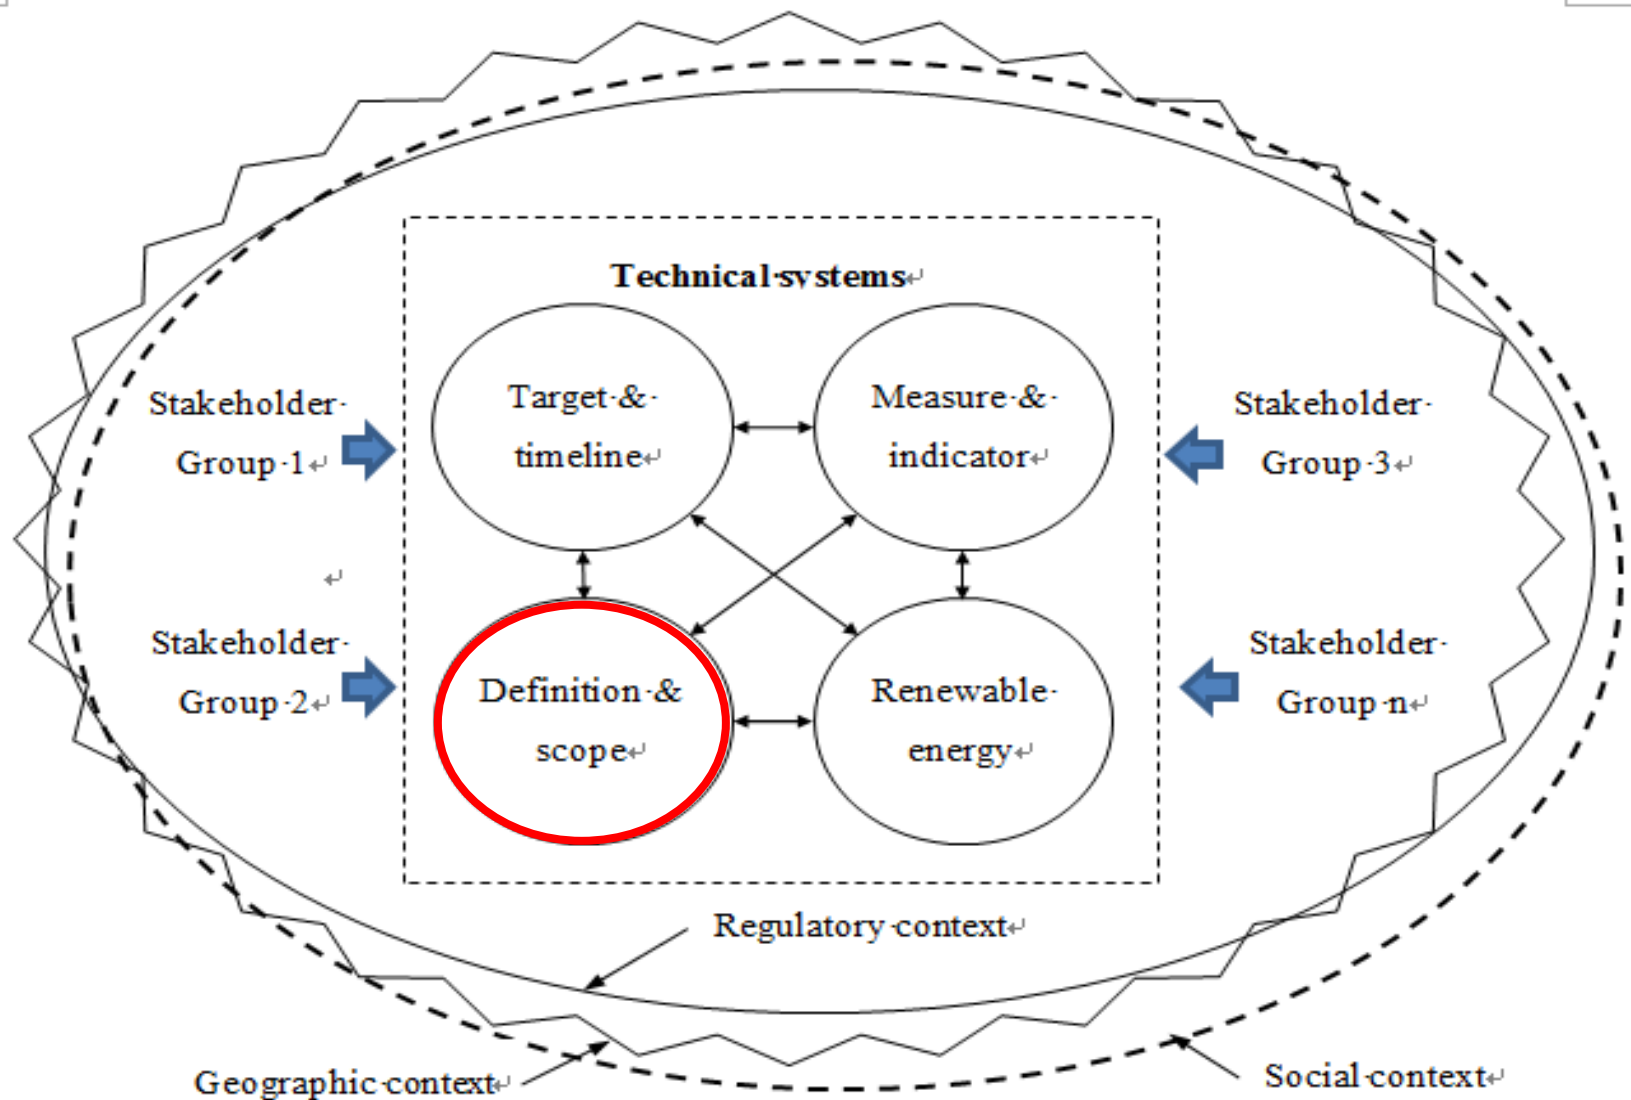 Technical systems
Target &
timeline
Measure &
indicator
Stakeholder
Group 1
Stakeholder
Group 3
Definition &
scope
Renewable
energy
Stakeholder
Group 2
Stakeholder
Group n
Regulatory context
Geographic context
Social context